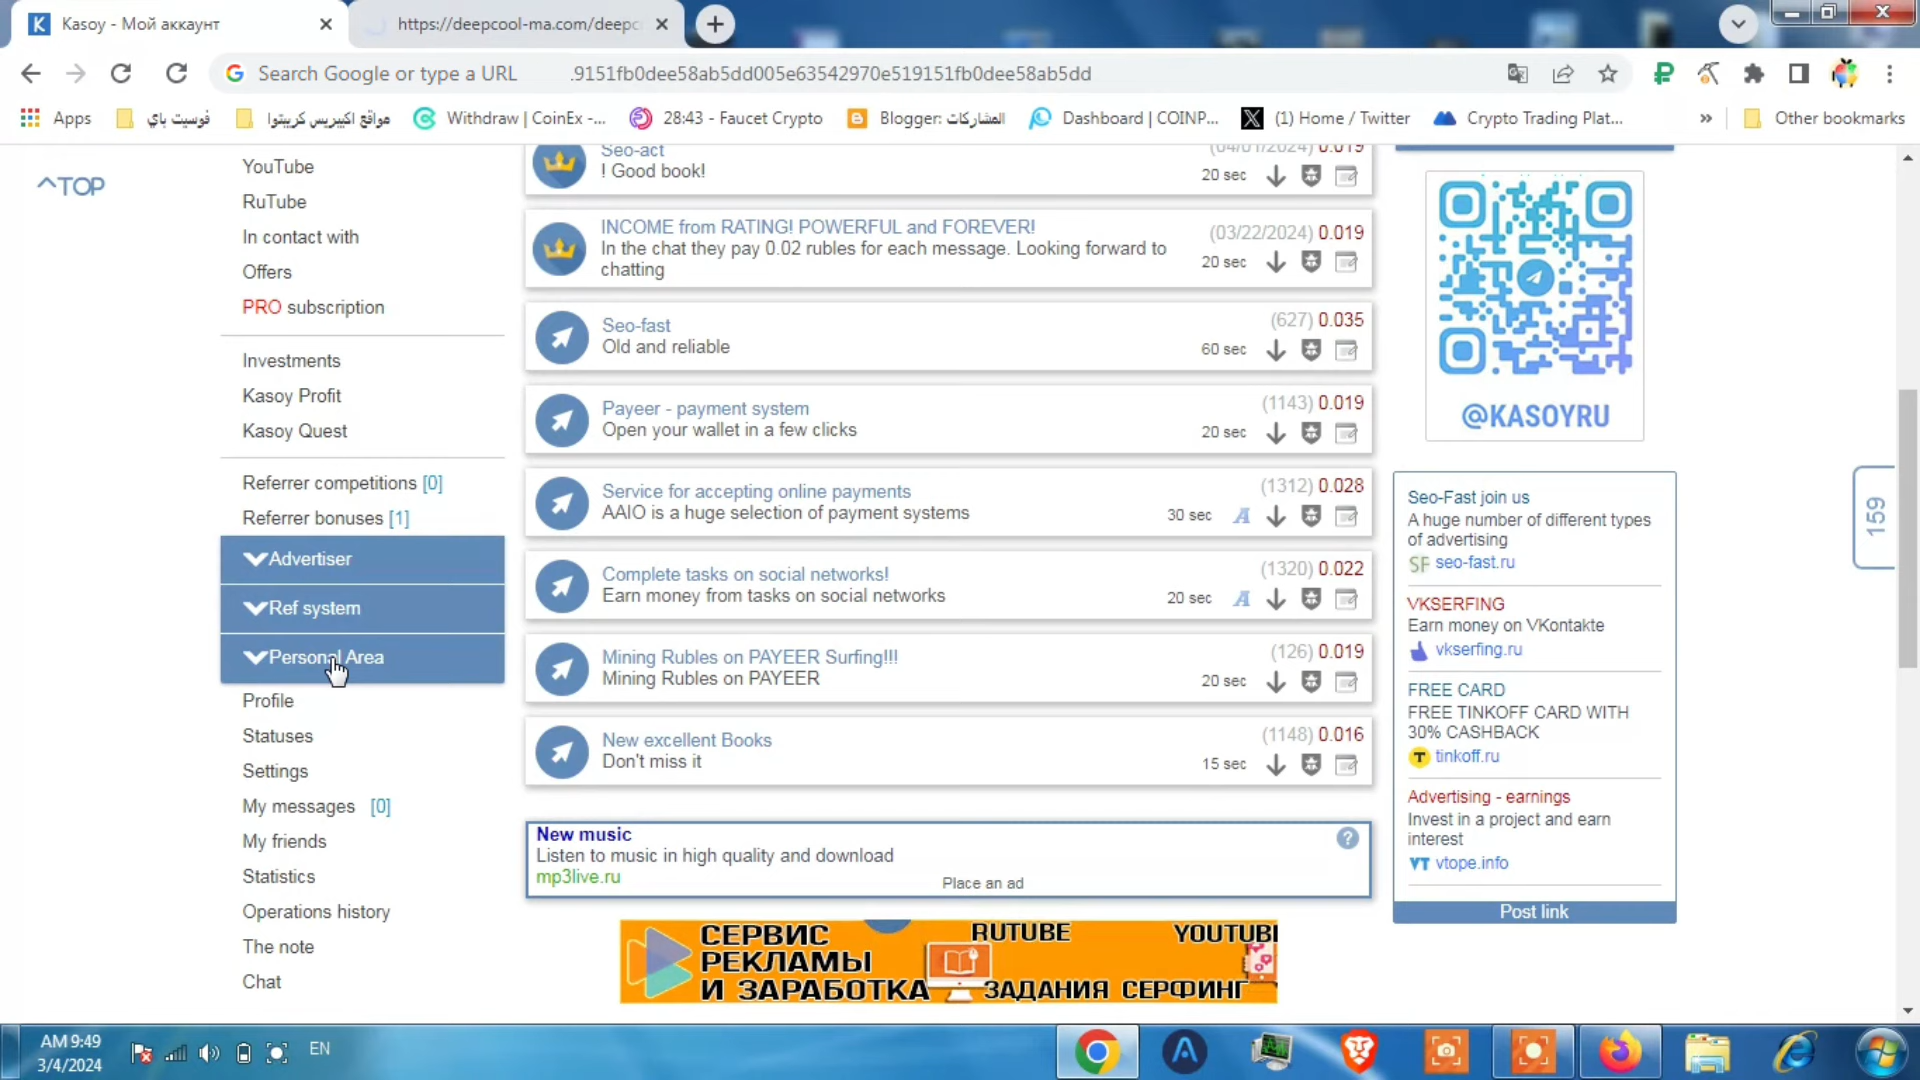 Kasoy - Мой аккаунт
https://deepcool-ma.com/deepc
Search Google or type a URL
.9151fb0dee58ab5dd005e63542970e519151fb0dee58ab5dd
Apps
فوسيت باي
مواقع اكسبريس كريبتوا
Withdraw | CoinEx -...
28:43 - Faucet Crypto
Blogger: المشاركات
Dashboard | COINP...
(1) Home / Twitter
Crypto Trading Plat...
»
Other bookmarks
^TOP
YouTube
RuTube
In contact with
Offers
PRO subscription
Investments
Kasoy Profit
Kasoy Quest
Referrer competitions [0]
Referrer bonuses [1]
Advertiser
Ref system
Personal Area
Profile
Statuses
Settings
My messages [0]
My friends
Statistics
Operations history
The note
Chat
Seo-act
(04/01/2024) 0.019
! Good book!
20 sec
INCOME from RATING! POWERFUL and FOREVER!
(03/22/2024) 0.019
In the chat they pay 0.02 rubles for each message. Looking forward to
chatting
20 sec
Seo-fast
(627) 0.035
Old and reliable
60 sec
Payeer - payment system
(1143) 0.019
Open your wallet in a few clicks
20 sec
Service for accepting online payments
(1312) 0.028
AAIO is a huge selection of payment systems
30 sec
Complete tasks on social networks!
(1320) 0.022
Earn money from tasks on social networks
20 sec
Mining Rubles on PAYEER Surfing!!!
(126) 0.019
Mining Rubles on PAYEER
20 sec
New excellent Books
(1148) 0.016
Don't miss it
15 sec
New music
Listen to music in high quality and download
mp3live.ru
Place an ad
СЕРВИС
РЕКЛАМЫ
И ЗАРАБОТКА
RUTUBE
YOUTUB
ЗАДАНИЯ СЕРФИНГ
@KASOYRU
159
Seo-Fast join us
A huge number of different types
of advertising
SF seo-fast.ru
VKSERFING
Earn money on VKontakte
vkserfing.ru
FREE CARD
FREE TINKOFF CARD WITH
30% CASHBACK
tinkoff.ru
Advertising - earnings
Invest in a project and earn
interest
VT vtope.info
Post link
AM 9:49
3/4/2024
EN